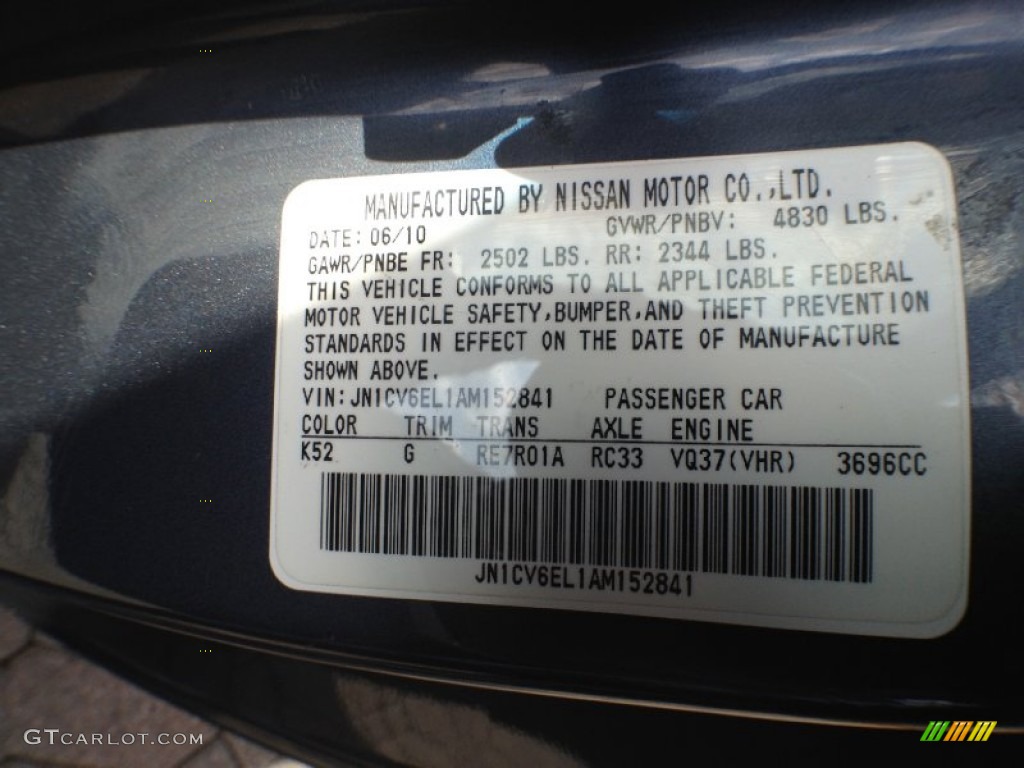 MANUFACTURED BY NISSAN MOTOR CO.,LTD.
DATE: 06/10 GVWR/PNBV: 4830 LBS.
GAWR/PNBE FR: 2502 LBS. RR: 2344 LBS.
THIS VEHICLE CONFORMS TO ALL APPLICABLE FEDERAL
MOTOR VEHICLE SAFETY,BUMPER,AND THEFT PREVENTION
STANDARDS IN EFFECT ON THE DATE OF MANUFACTURE
SHOWN ABOVE.
VIN:JN1CV6EL1AM152841 PASSENGER CAR
COLOR TRIM TRANS AXLE ENGINE
K52 G RE7R01A RC33 VQ37(VHR) 3696CC
JN1CV6EL1AM152841
GTCARLOT.COM